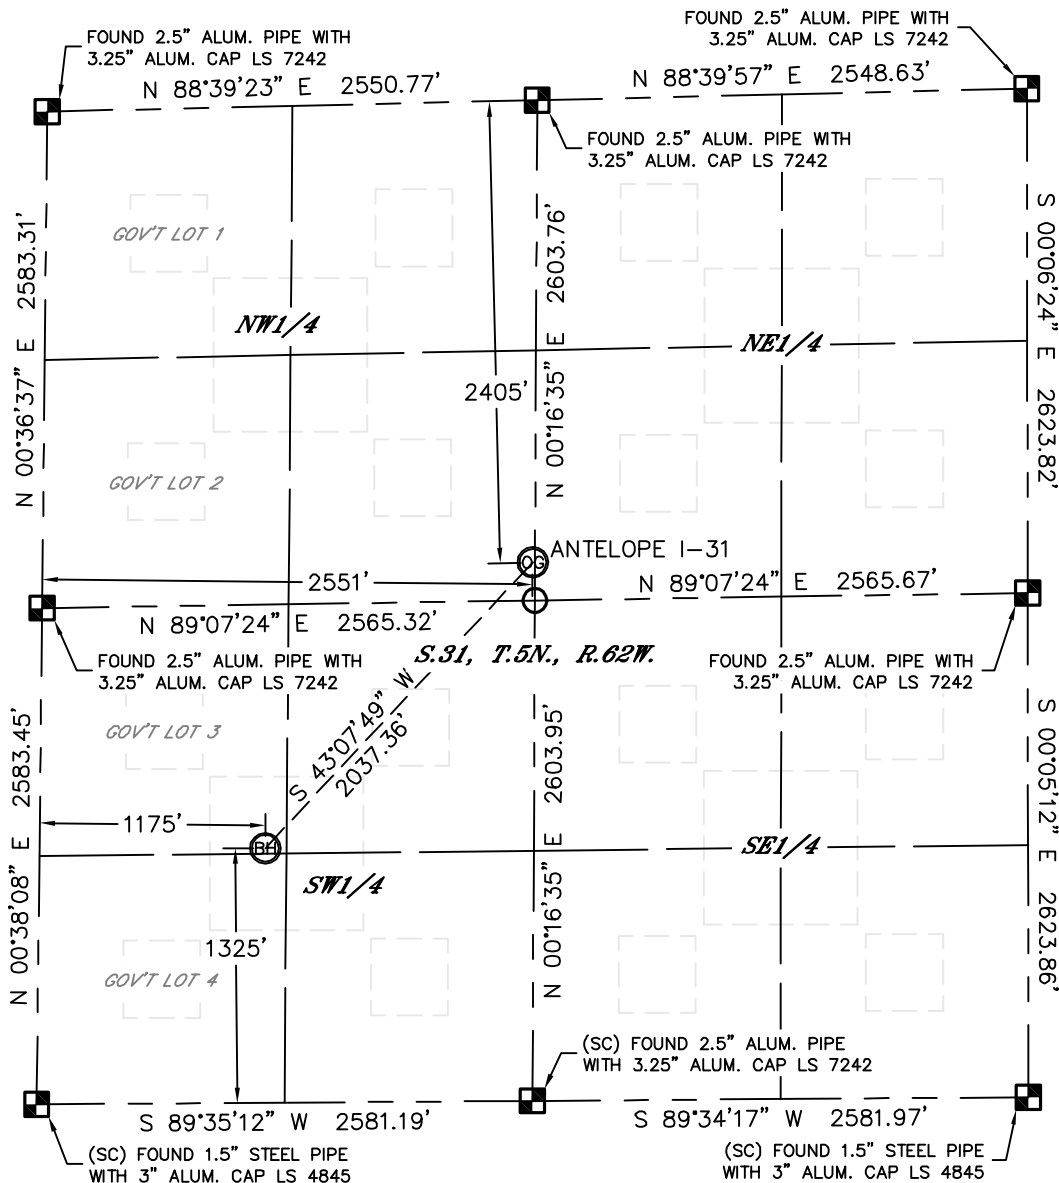 FOUND 2.5" ALUM. PIPE WITH
3.25" ALUM. CAP LS 7242
FOUND 2.5" ALUM. PIPE WITH
3.25" ALUM. CAP LS 7242
N 88°39'23" E 2550.77'
N 88°39'57" E 2548.63'
FOUND 2.5" ALUM. PIPE WITH
3.25" ALUM. CAP LS 7242
GOV'T LOT 1
N 00°36'37" E 2583.31'
N 00°16'35" E 2603.76'
S 00°06'24" E 2623.82'
NW1/4
NE1/4
2405'
GOV'T LOT 2
OG
ANTELOPE I-31
2551'
N 89°07'24" E 2565.67'
N 89°07'24" E 2565.32'
S.31, T.5N., R.62W.
FOUND 2.5" ALUM. PIPE WITH
3.25" ALUM. CAP LS 7242
FOUND 2.5" ALUM. PIPE WITH
3.25" ALUM. CAP LS 7242
GOV'T LOT 3
S 43°07'49" W
2037.36'
N 00°38'08" E 2583.45'
N 00°16'35" E 2603.95'
S 00°05'12" E 2623.86'
1175'
BH
SE1/4
SW1/4
1325'
GOV'T LOT 4
(SC) FOUND 2.5" ALUM. PIPE
WITH 3.25" ALUM. CAP LS 7242
S 89°35'12" W 2581.19'
S 89°34'17" W 2581.97'
(SC) FOUND 1.5" STEEL PIPE
WITH 3" ALUM. CAP LS 4845
(SC) FOUND 1.5" STEEL PIPE
WITH 3" ALUM. CAP LS 4845